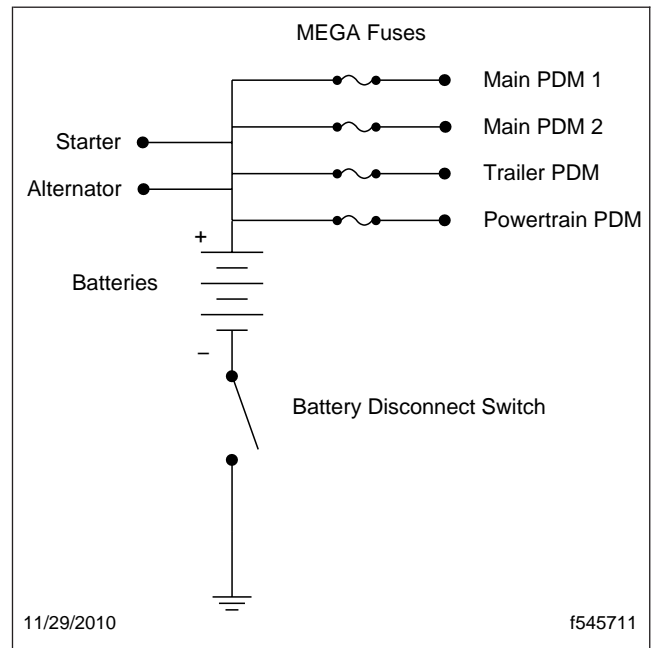 MEGA Fuses
Main PDM 1
Main PDM 2
Starter
Trailer PDM
Alternator
Powertrain PDM
+
Batteries
–
Battery Disconnect Switch
11/29/2010
f545711